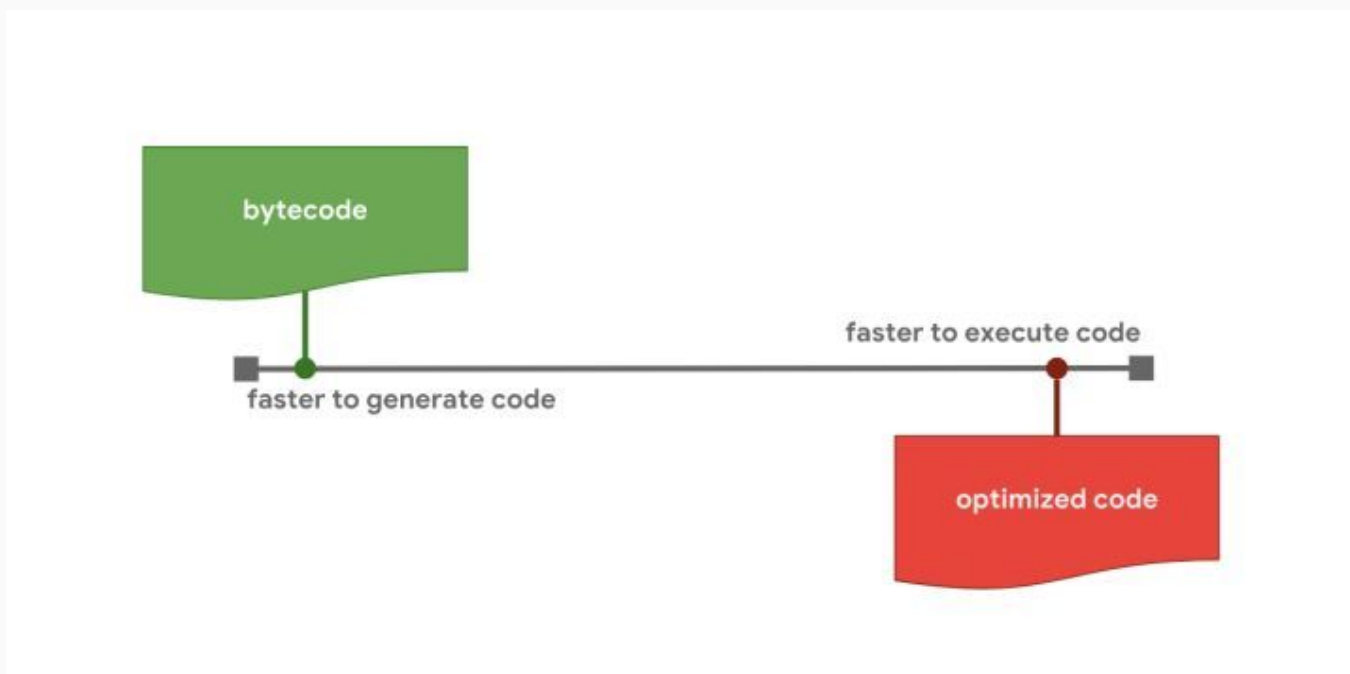 bytecode
faster to execute code
faster to generate code
optimized code